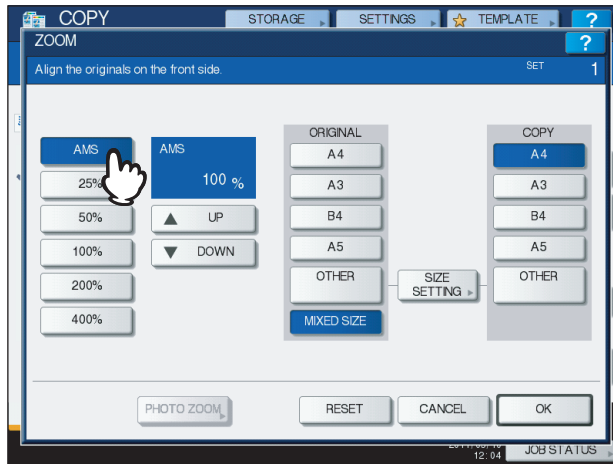 COPY
STORAGE
SETTINGS
TEMPLATE
?
ZOOM
?
Align the originals on the front side.
SET 1
AMS
25%
50%
100%
200%
400%
AMS
100 %
UP
DOWN
ORIGINAL
A4
A3
B4
A5
OTHER
MIXED SIZE
SIZE
SETTING
COPY
A4
A3
B4
A5
OTHER
PHOTO ZOOM
RESET
CANCEL
OK
12:04
JOB STATUS